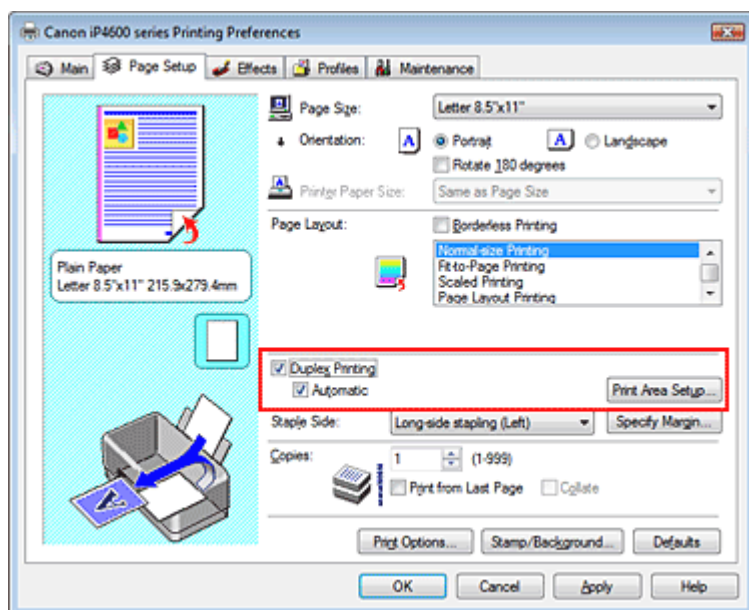 Canon iP4600 series Printing Preferences
Main Page Setup Effects Profiles Maintenance
Page Size: Letter 8.5"x11"
Orientation: A Portrait A Landscape
Rotate 180 degrees
Printer Paper Size: Same as Page Size
Page Layout: Borderless Printing
Normal-size Printing
Fit-to-Page Printing
Scaled Printing
Page Layout Printing
Plain Paper
Letter 8.5"x11" 215.9x279.4mm
Duplex Printing
Automatic Print Area Setup...
Staple Side: Long-side stapling (Left) Specify Margin...
Copies: 1 (1-999)
Print from Last Page Collate
Print Options... Stamp/Background... Defaults
OK Cancel Apply Help